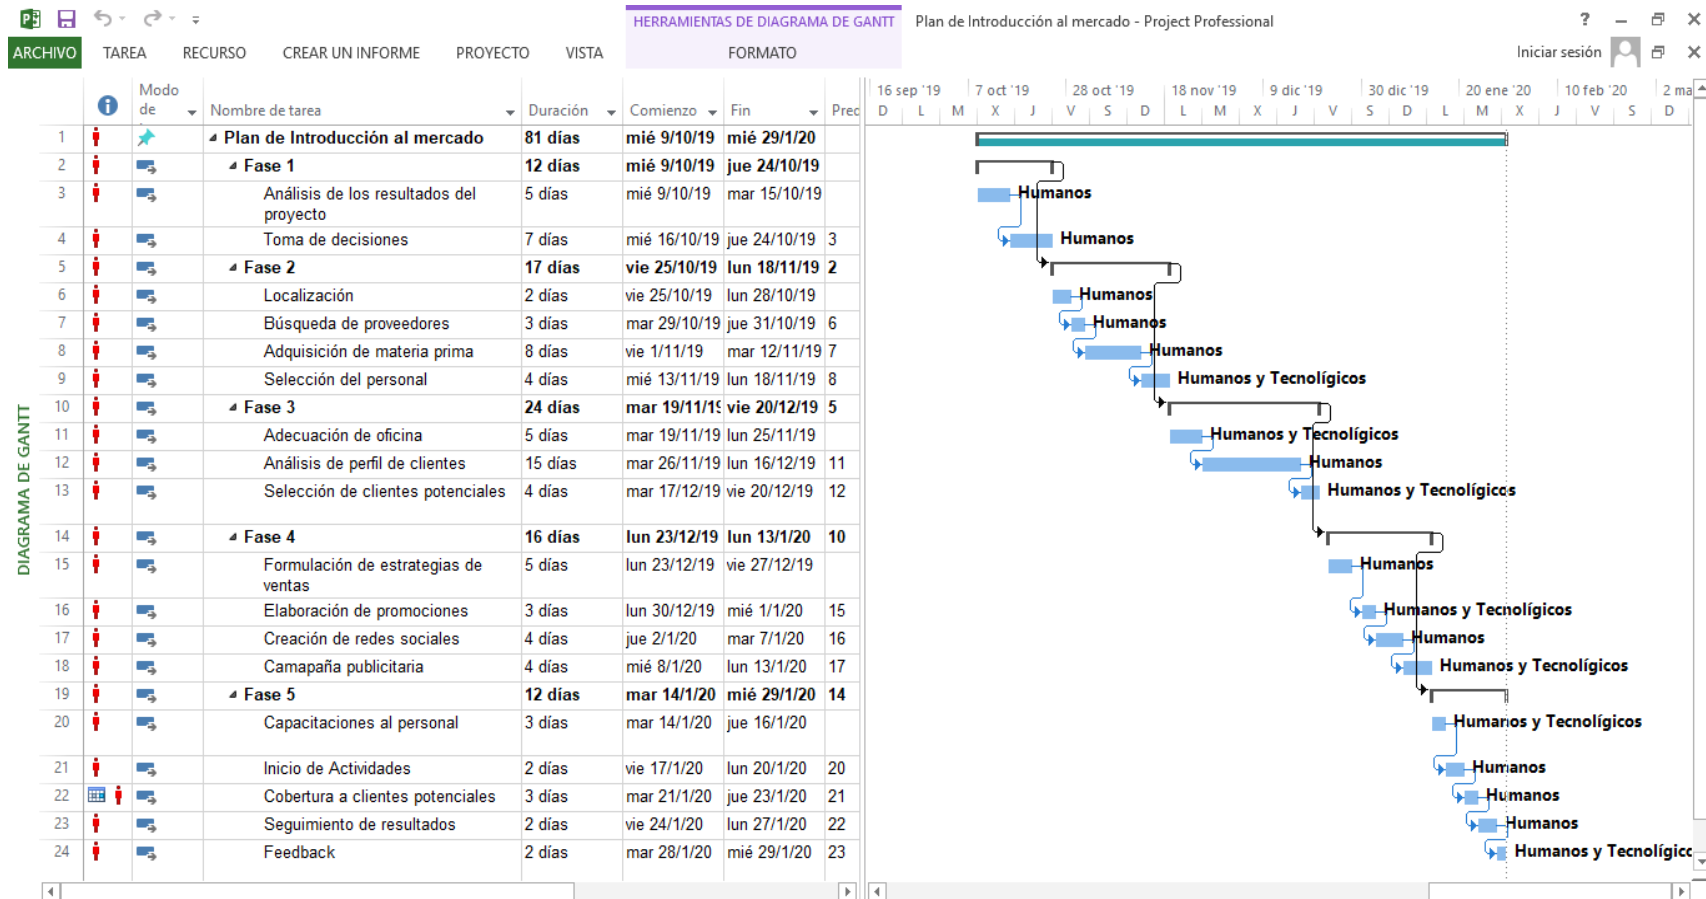 HERRAMIENTAS DE DIAGRAMA DE GANTT
Plan de Introducción al mercado - Project Professional
ARCHIVO TAREA RECURSO CREAR UN INFORME PROYECTO VISTA FORMATO Iniciar sesión
Modo de Nombre de tarea Duración Comienzo Fin Prec
16 sep '19 7 oct '19 28 oct '19 18 nov '19 9 dic '19 30 dic '19 20 ene '20 10 feb '20 2 ma
D L M X J V S D L M X J V S D L M X J V S D
1 Plan de Introducción al mercado 81 días mié 9/10/19 mié 29/1/20
2 Fase 1 12 días mié 9/10/19 jue 24/10/19
3 Análisis de los resultados del proyecto 5 días mié 9/10/19 mar 15/10/19 Humanos
4 Toma de decisiones 7 días mié 16/10/19 jue 24/10/19 3 Humanos
5 Fase 2 17 días vie 25/10/19 lun 18/11/19 2
6 Localización 2 días vie 25/10/19 lun 28/10/19 Humanos
7 Búsqueda de proveedores 3 días mar 29/10/19 jue 31/10/19 6 Humanos
8 Adquisición de materia prima 8 días vie 1/11/19 mar 12/11/19 7 Humanos
9 Selección del personal 4 días mié 13/11/19 lun 18/11/19 8 Humanos y Tecnolígicos
10 Fase 3 24 días mar 19/11/19 vie 20/12/19 5
11 Adecuación de oficina 5 días mar 19/11/19 lun 25/11/19 Humanos y Tecnolígicos
12 Análisis de perfil de clientes 15 días mar 26/11/19 lun 16/12/19 11 Humanos
13 Selección de clientes potenciales 4 días mar 17/12/19 vie 20/12/19 12 Humanos y Tecnolígicos
14 Fase 4 16 días lun 23/12/19 lun 13/1/20 10
15 Formulación de estrategias de ventas 5 días lun 23/12/19 vie 27/12/19 Humanos
16 Elaboración de promociones 3 días lun 30/12/19 mié 1/1/20 15 Humanos y Tecnolígicos
17 Creación de redes sociales 4 días jue 2/1/20 mar 7/1/20 16 Humanos
18 Camapaña publicitaria 4 días mié 8/1/20 lun 13/1/20 17 Humanos y Tecnolígicos
19 Fase 5 12 días mar 14/1/20 mié 29/1/20 14
20 Capacitaciones al personal 3 días mar 14/1/20 jue 16/1/20 Humanos y Tecnolígicos
21 Inicio de Actividades 2 días vie 17/1/20 lun 20/1/20 20 Humanos
22 Cobertura a clientes potenciales 3 días mar 21/1/20 jue 23/1/20 21 Humanos
23 Seguimiento de resultados 2 días vie 24/1/20 lun 27/1/20 22 Humanos
24 Feedback 2 días mar 28/1/20 mié 29/1/20 23 Humanos y Tecnolígicc
DIAGRAMA DE GANTT